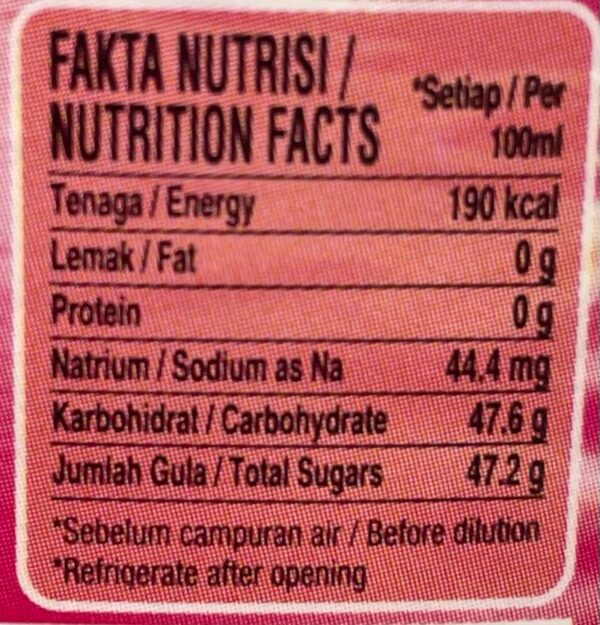 FAKTA NUTRISI /
NUTRITION FACTS
*Setiap / Per
100ml
Tenaga / Energy 190 kcal
Lemak / Fat 0 g
Protein 0 g
Natrium / Sodium as Na 44.4 mg
Karbohidrat / Carbohydrate 47.6 g
Jumlah Gula / Total Sugars 47.2 g
*Sebelum campuran air / Before dilution
*Refrigerate after opening